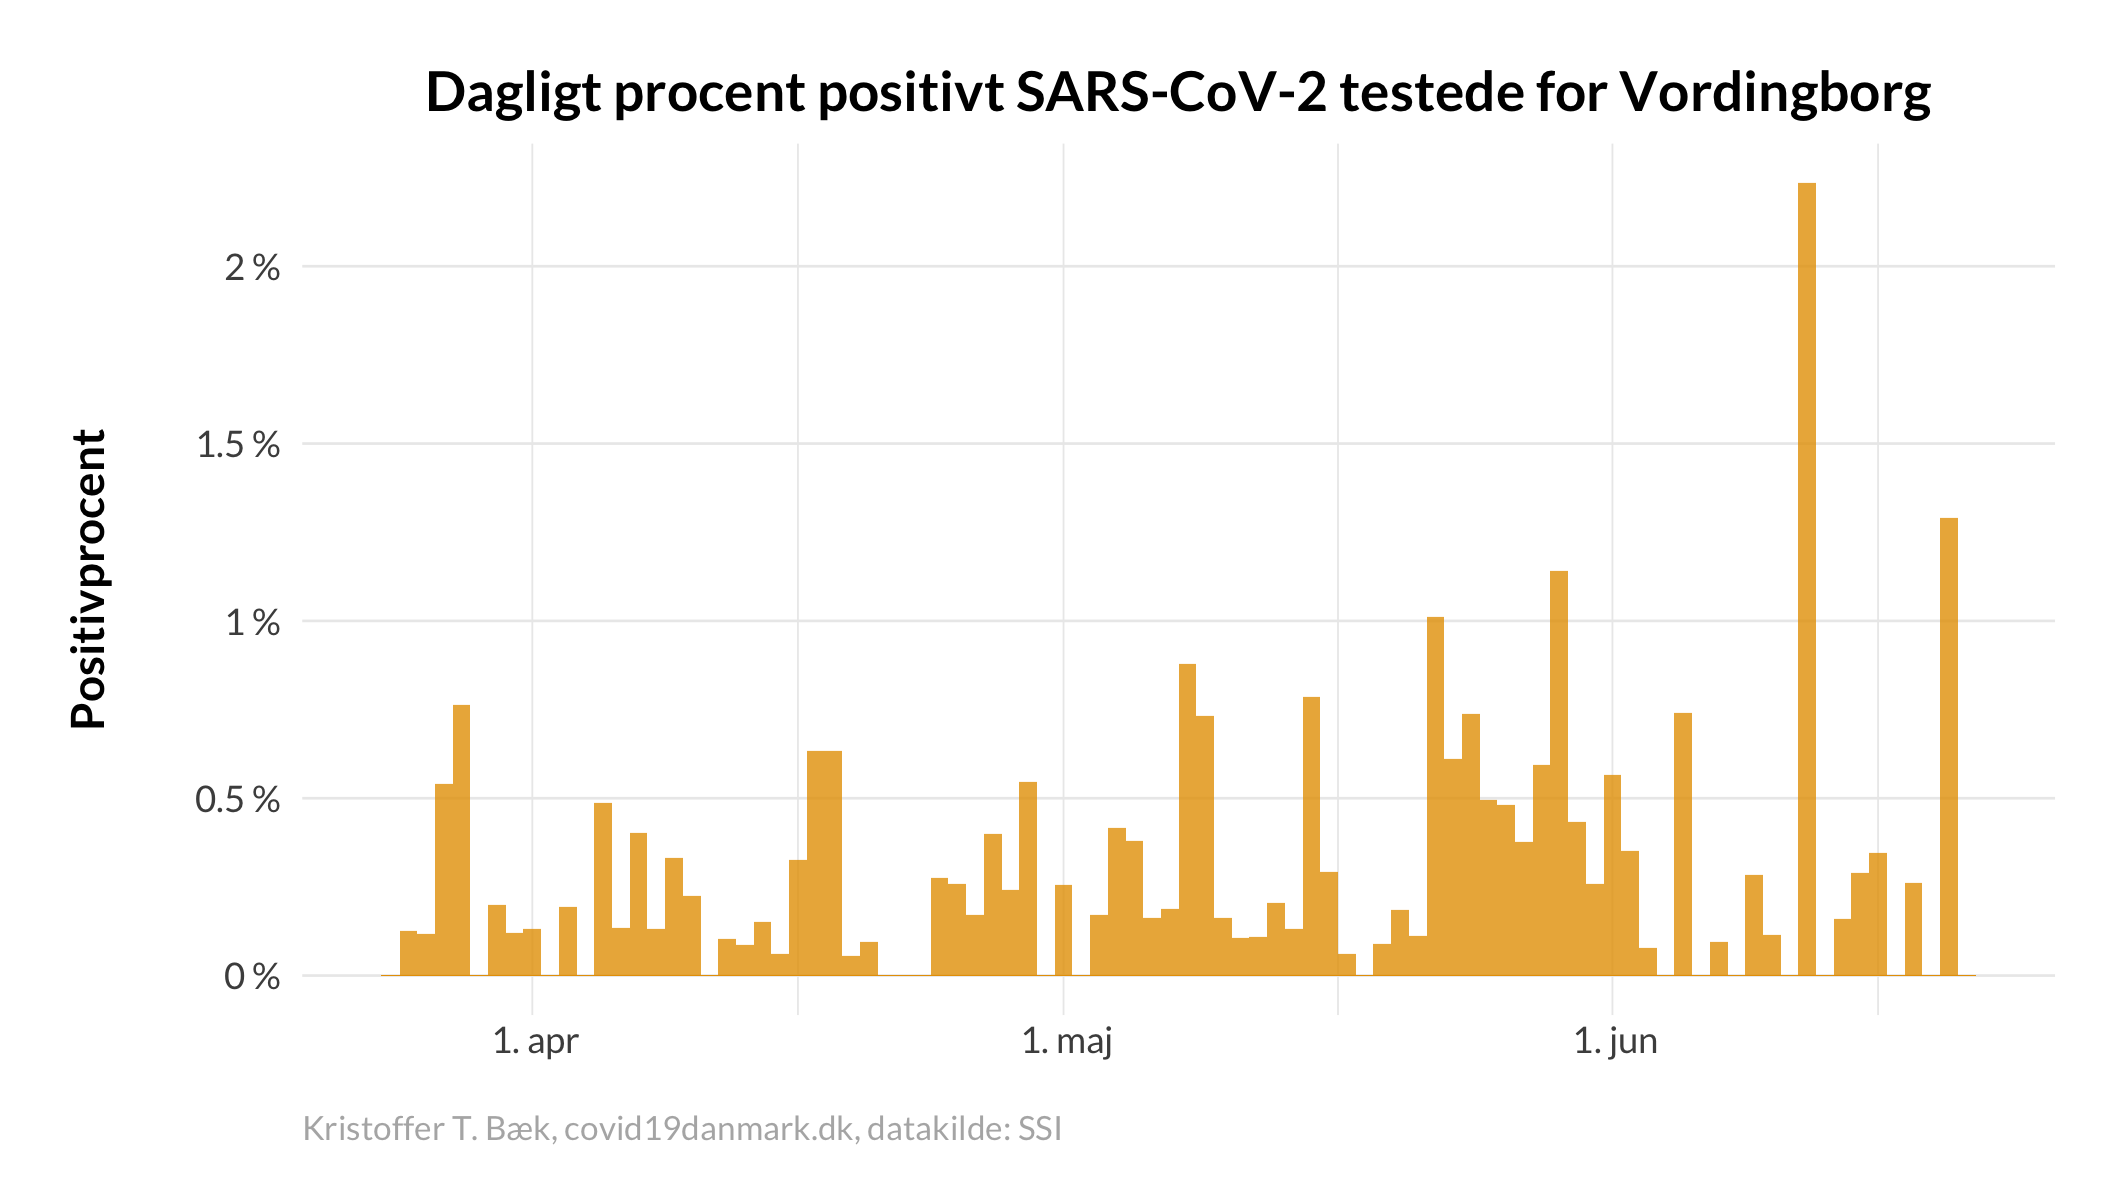 Dagligt procent positivt SARS-CoV-2 testede for Vordingborg
Positivprocent
2 %
1.5 %
1 %
0.5 %
0 %
1. apr
1. maj
1. jun
Kristoffer T. Bæk, covid19danmark.dk, datakilde: SSI